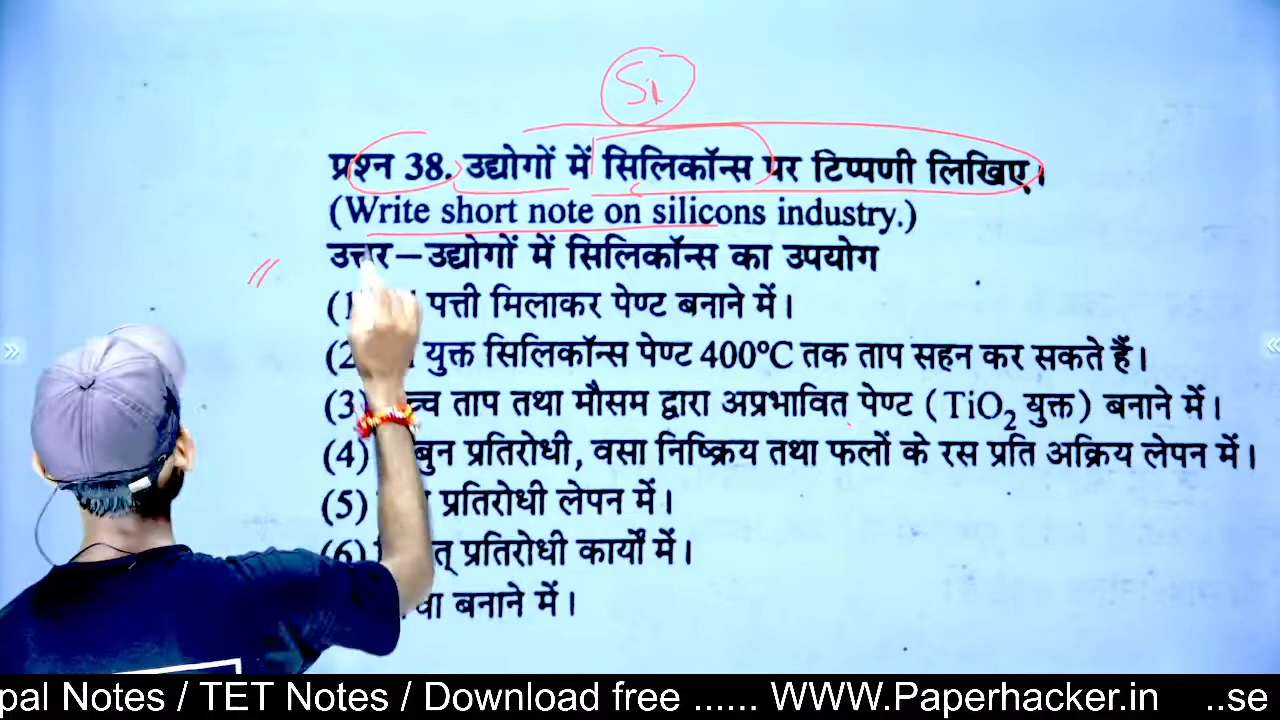 Si
प्रश्न 38. उद्योगों में सिलिकॉन्स पर टिप्पणी लिखिए।
(Write short note on silicons industry.)
उत्तर–उद्योगों में सिलिकॉन्स का उपयोग
(1 पत्ती मिलाकर पेण्ट बनाने में।
(2 युक्त सिलिकॉन्स पेण्ट 400°C तक ताप सहन कर सकते हैं।
(3) ताप तथा मौसम द्वारा अप्रभावित पेण्ट (TiO₂ युक्त) बनाने में।
(4) प्रतिरोधी, वसा निष्क्रिय तथा फलों के रस प्रति अक्रिय लेपन में।
(5) प्रतिरोधी लेपन में।
(6) प्रतिरोधी कार्यों में।
बनाने में।
pal Notes / TET Notes / Download free ...... WWW.Paperhacker.in ..se